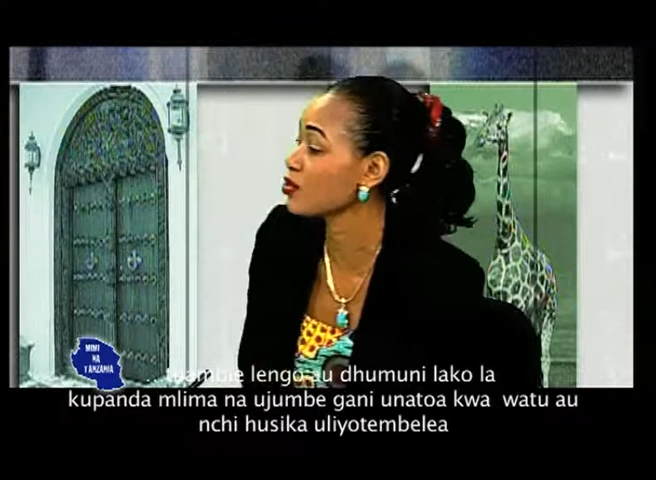 MIMI
NA
TANZANIA
tuambie lengo au dhumuni lako la
kupanda mlima na ujumbe gani unatoa kwa watu au
nchi husika uliyotembelea